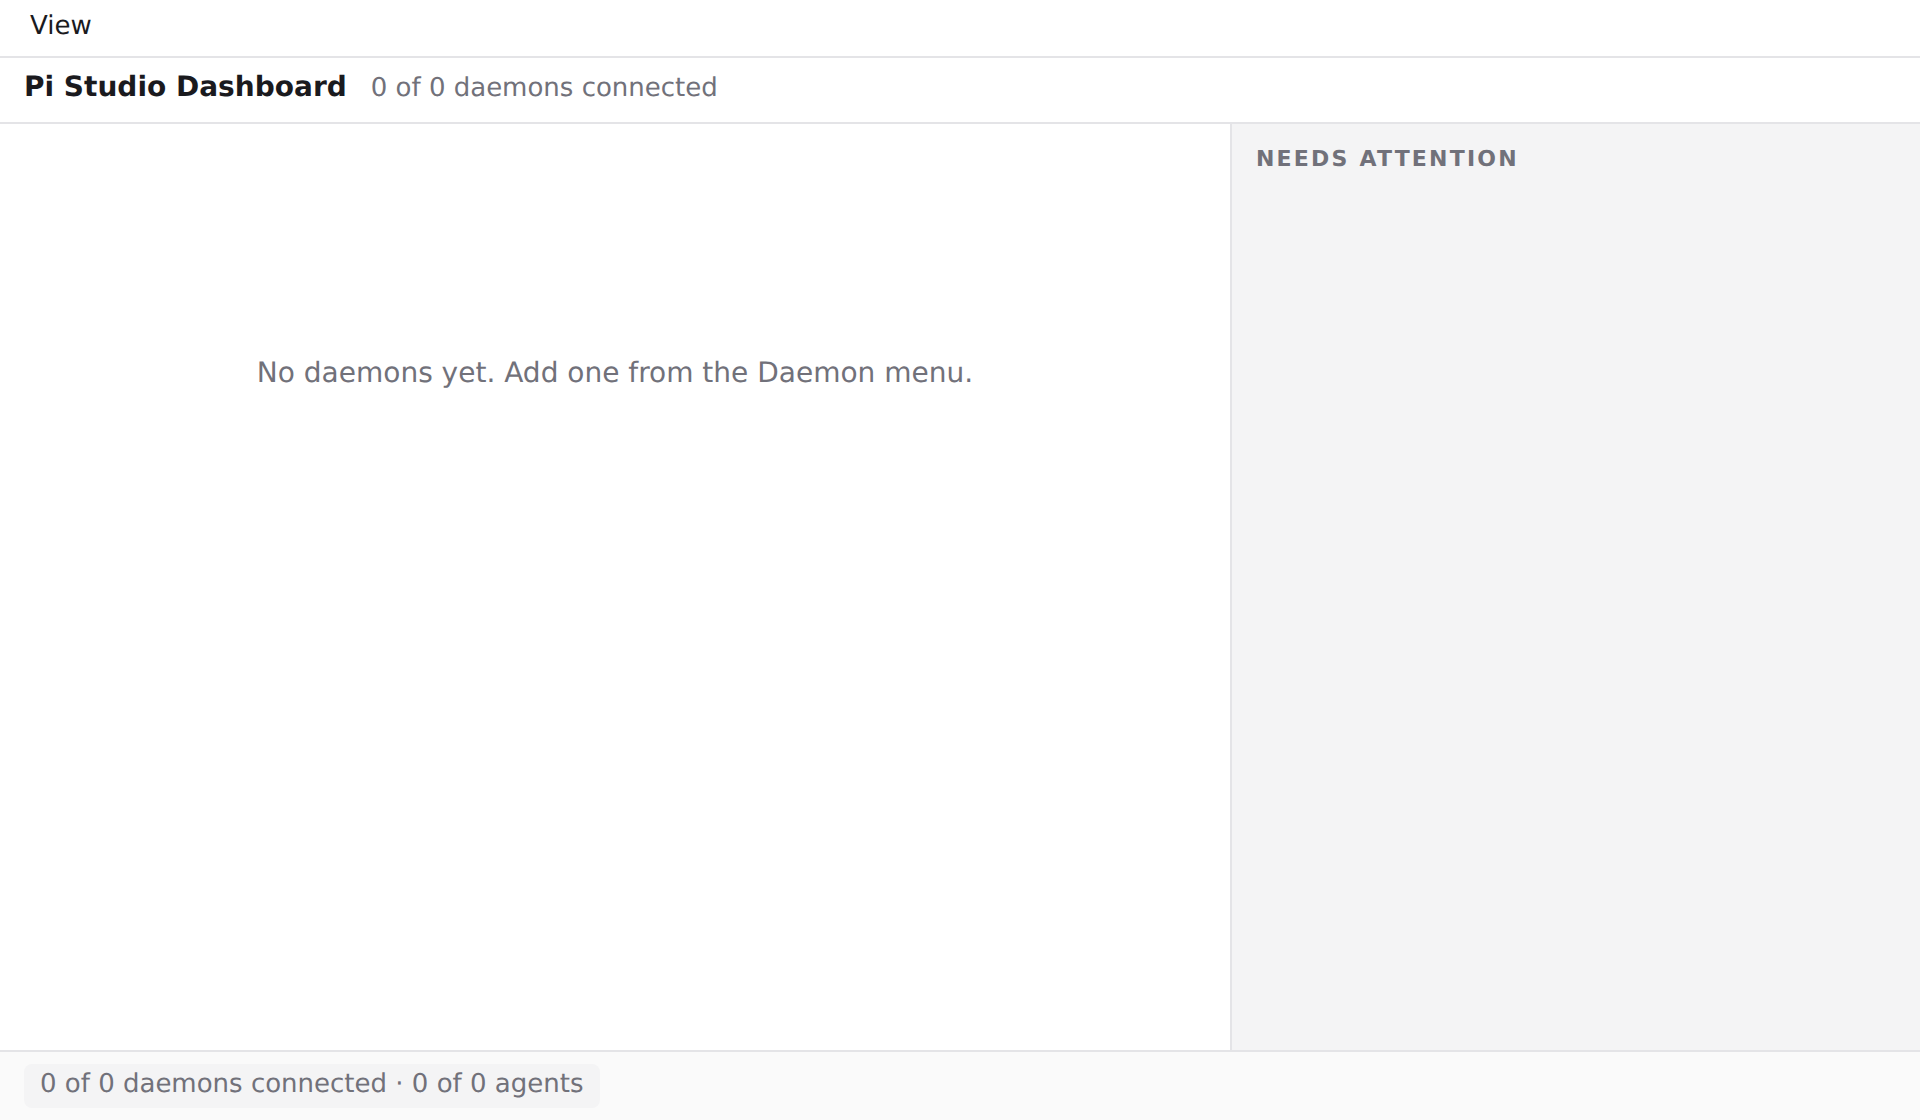 View
Pi Studio Dashboard 0 of 0 daemons connected
NEEDS ATTENTION
No daemons yet. Add one from the Daemon menu.
0 of 0 daemons connected · 0 of 0 agents